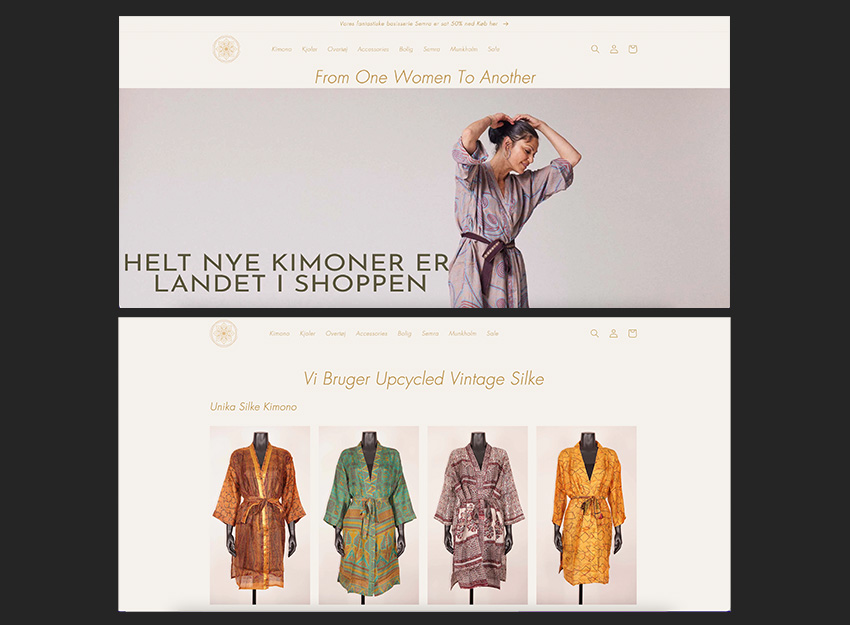 Vores fantastiske basisserie Semra er sat 50% ned Køb her →
Kimono Kjoler Overtøj Accessories Bolig Semra Munkholm Sale
From One Women To Another
HELT NYE KIMONER ER
LANDET I SHOPPEN
Kimono Kjoler Overtøj Accessories Bolig Semra Munkholm Sale
Vi Bruger Upcycled Vintage Silke
Unika Silke Kimono